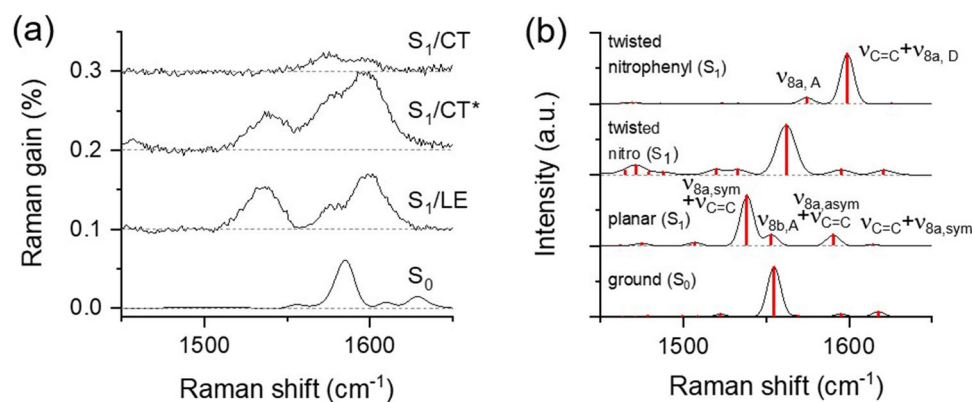 (a)
S₁/CT
0.3
S₁/CT*
0.2
S₁/LE
0.1
S₀
0.0
1500
1600
Raman gain (%)
Raman shift (cm⁻¹)
(b)
twisted
nitrophenyl (S₁)
ν8a, A
νC=C+ν8a, D
twisted
nitro (S₁)
ν8a,sym
+νC=C
planar (S₁)
ν8b,A
ν8a,asym
+νC=C
νC=C+ν8a,sym
ground (S₀)
1500
1600
Intensity (a.u.)
Raman shift (cm⁻¹)